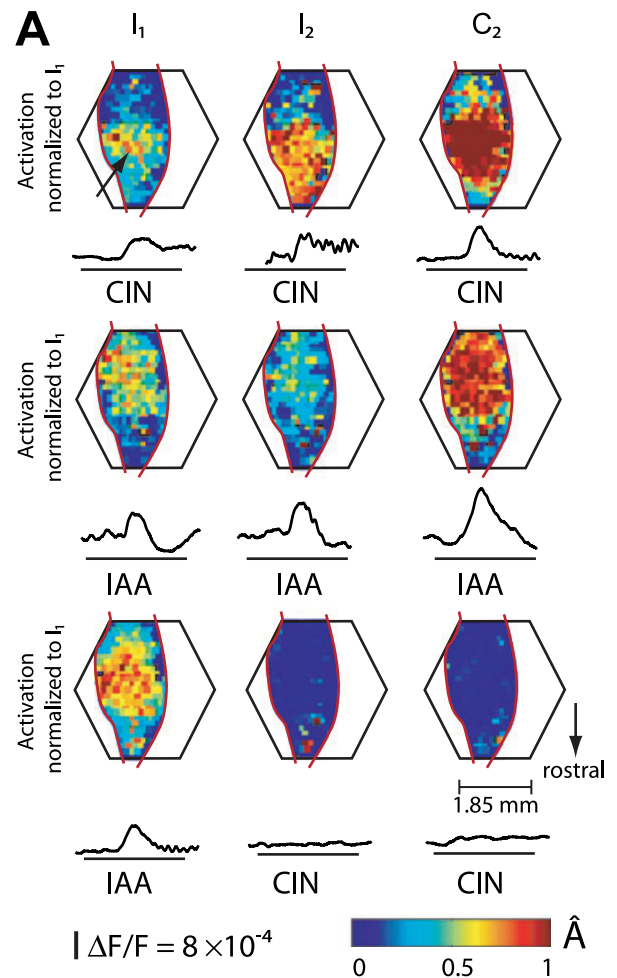 A
I₁ I₂ C₂
Activation
normalized to I₁
CIN CIN CIN
Activation
normalized to I₁
IAA IAA IAA
Activation
normalized to I₁
rostral
1.85 mm
IAA CIN CIN
ΔF/F = 8 ×10⁻⁴
Â
0 0.5 1